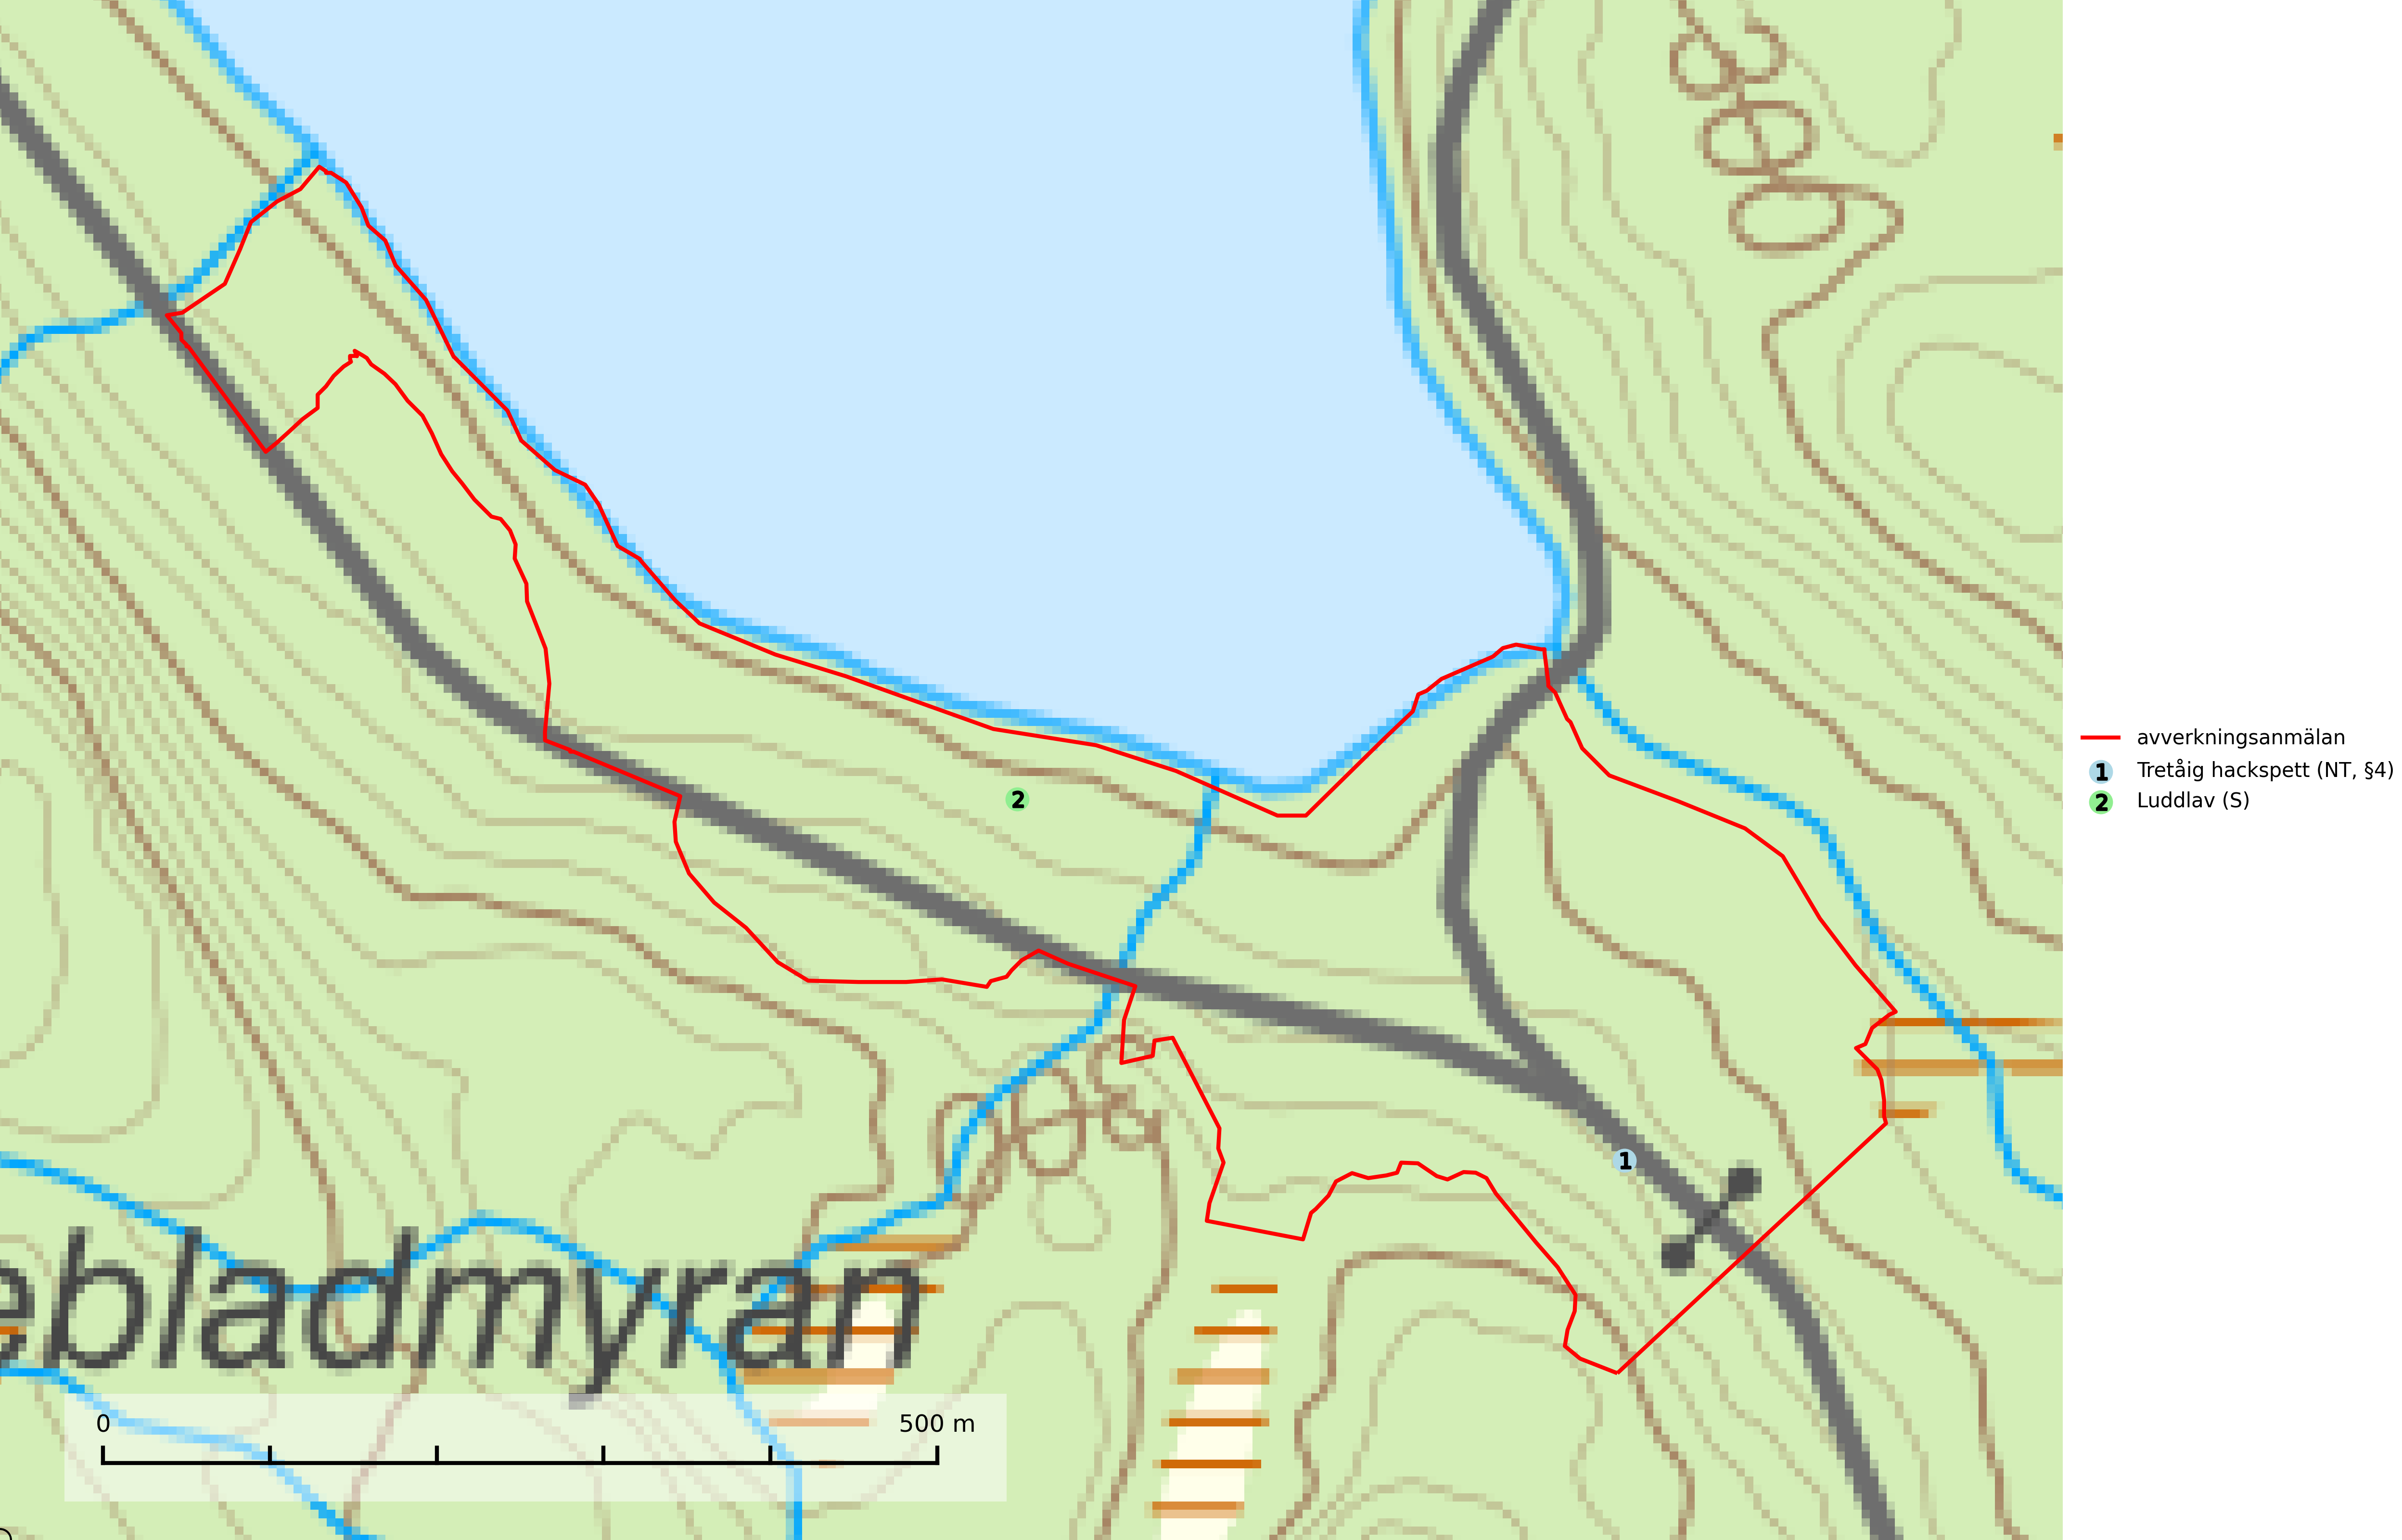 ebladmyran
0 500 m
2
1
avverkningsanmälan
1 Tretåig hackspett (NT, §4)
2 Luddlav (S)